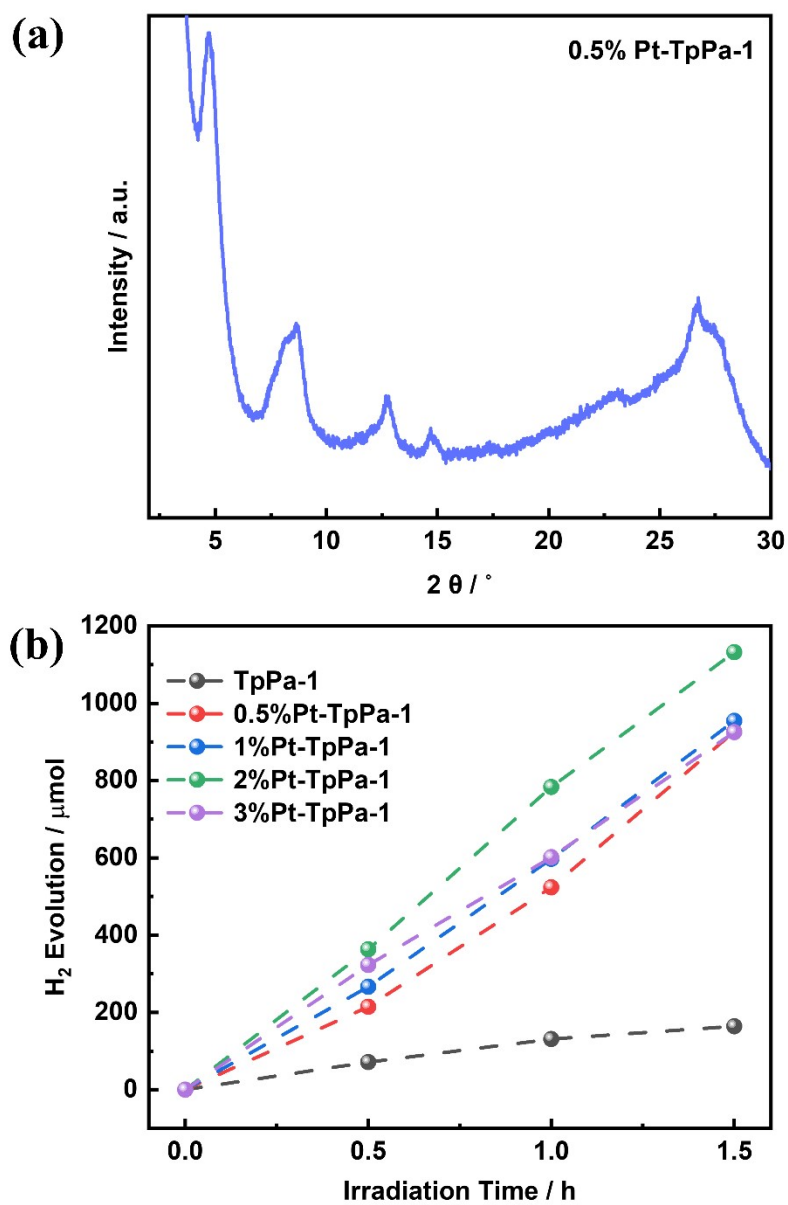 (a)
0.5% Pt-TpPa-1
Intensity / a.u.
5 10 15 20 25 30
2 θ / °
(b)
1200
1000
800
600
400
200
0
TpPa-1
0.5%Pt-TpPa-1
1%Pt-TpPa-1
2%Pt-TpPa-1
3%Pt-TpPa-1
H₂ Evolution / μmol
0.0 0.5 1.0 1.5
Irradiation Time / h